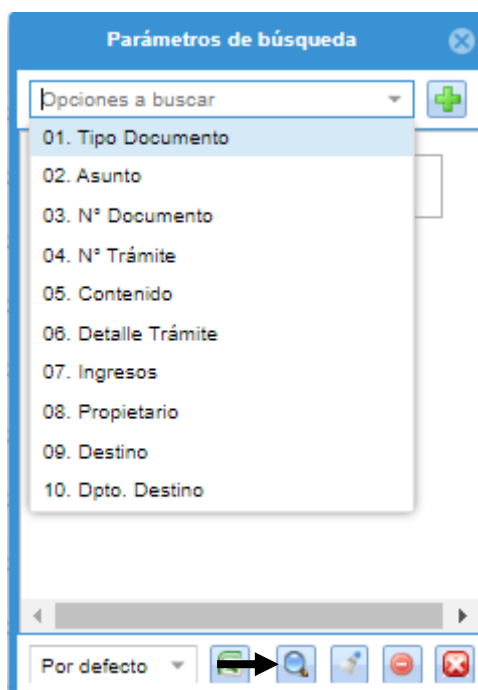 Parámetros de búsqueda
Opciones a buscar
01. Tipo Documento
02. Asunto
03. N° Documento
04. N° Trámite
05. Contenido
06. Detalle Trámite
07. Ingresos
08. Propietario
09. Destino
10. Dpto. Destino
Por defecto